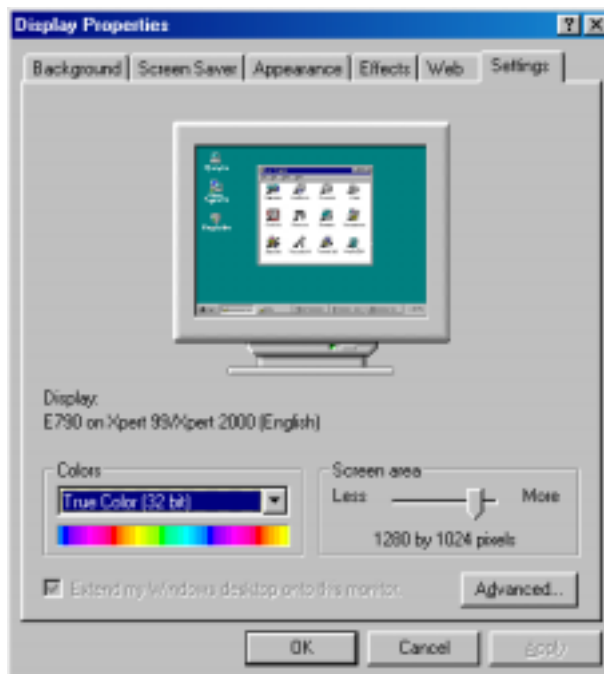 Display Properties
Background Screen Saver Appearance Effects Web Settings
Display:
E790 on Xpert 99/Xpert 2000 (English)
Colors
True Color (32 bit)
Screen area
Less More
1280 by 1024 pixels
Extend my Windows desktop onto this monitor.
Advanced...
OK Cancel Apply